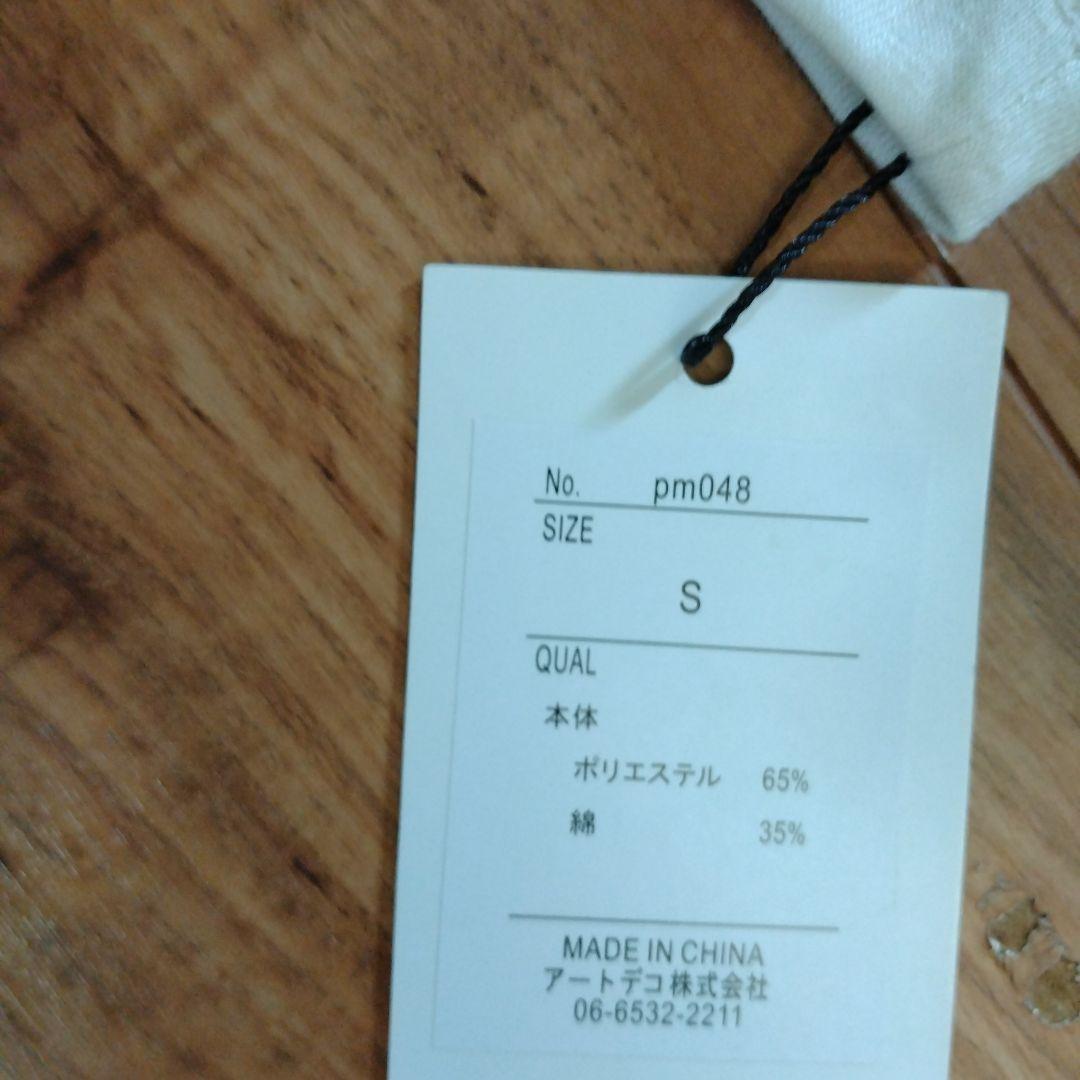 No. pm048
SIZE
S
QUAL
本体
ポリエステル 65%
綿 35%
MADE IN CHINA
アートデコ株式会社
06-6532-2211